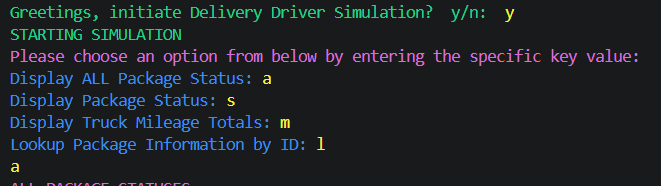 Greetings, initiate Delivery Driver Simulation?  y/n:  y
STARTING SIMULATION
Please choose an option from below by entering the specific key value:
Display ALL Package Status: a
Display Package Status: s
Display Truck Mileage Totals: m
Lookup Package Information by ID: l
a
ALL PACKAGE STATUSES